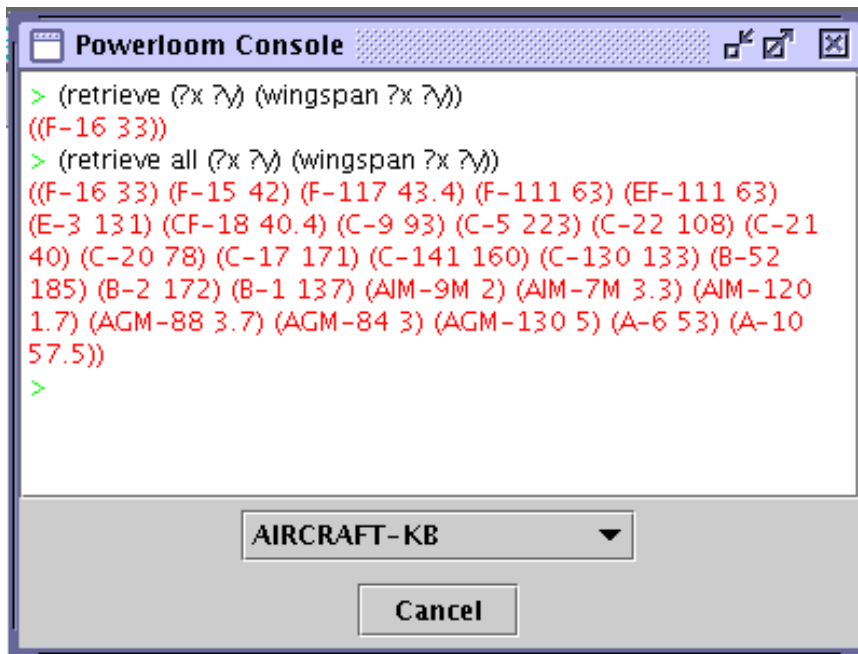 Powerloom Console
> (retrieve (?x ?y) (wingspan ?x ?y))
((F-16 33))
> (retrieve all (?x ?y) (wingspan ?x ?y))
((F-16 33) (F-15 42) (F-117 43.4) (F-111 63) (EF-111 63)
(E-3 131) (CF-18 40.4) (C-9 93) (C-5 223) (C-22 108) (C-21
40) (C-20 78) (C-17 171) (C-141 160) (C-130 133) (B-52
185) (B-2 172) (B-1 137) (AIM-9M 2) (AIM-7M 3.3) (AIM-120
1.7) (AGM-88 3.7) (AGM-84 3) (AGM-130 5) (A-6 53) (A-10
57.5))
>
AIRCRAFT-KB
Cancel